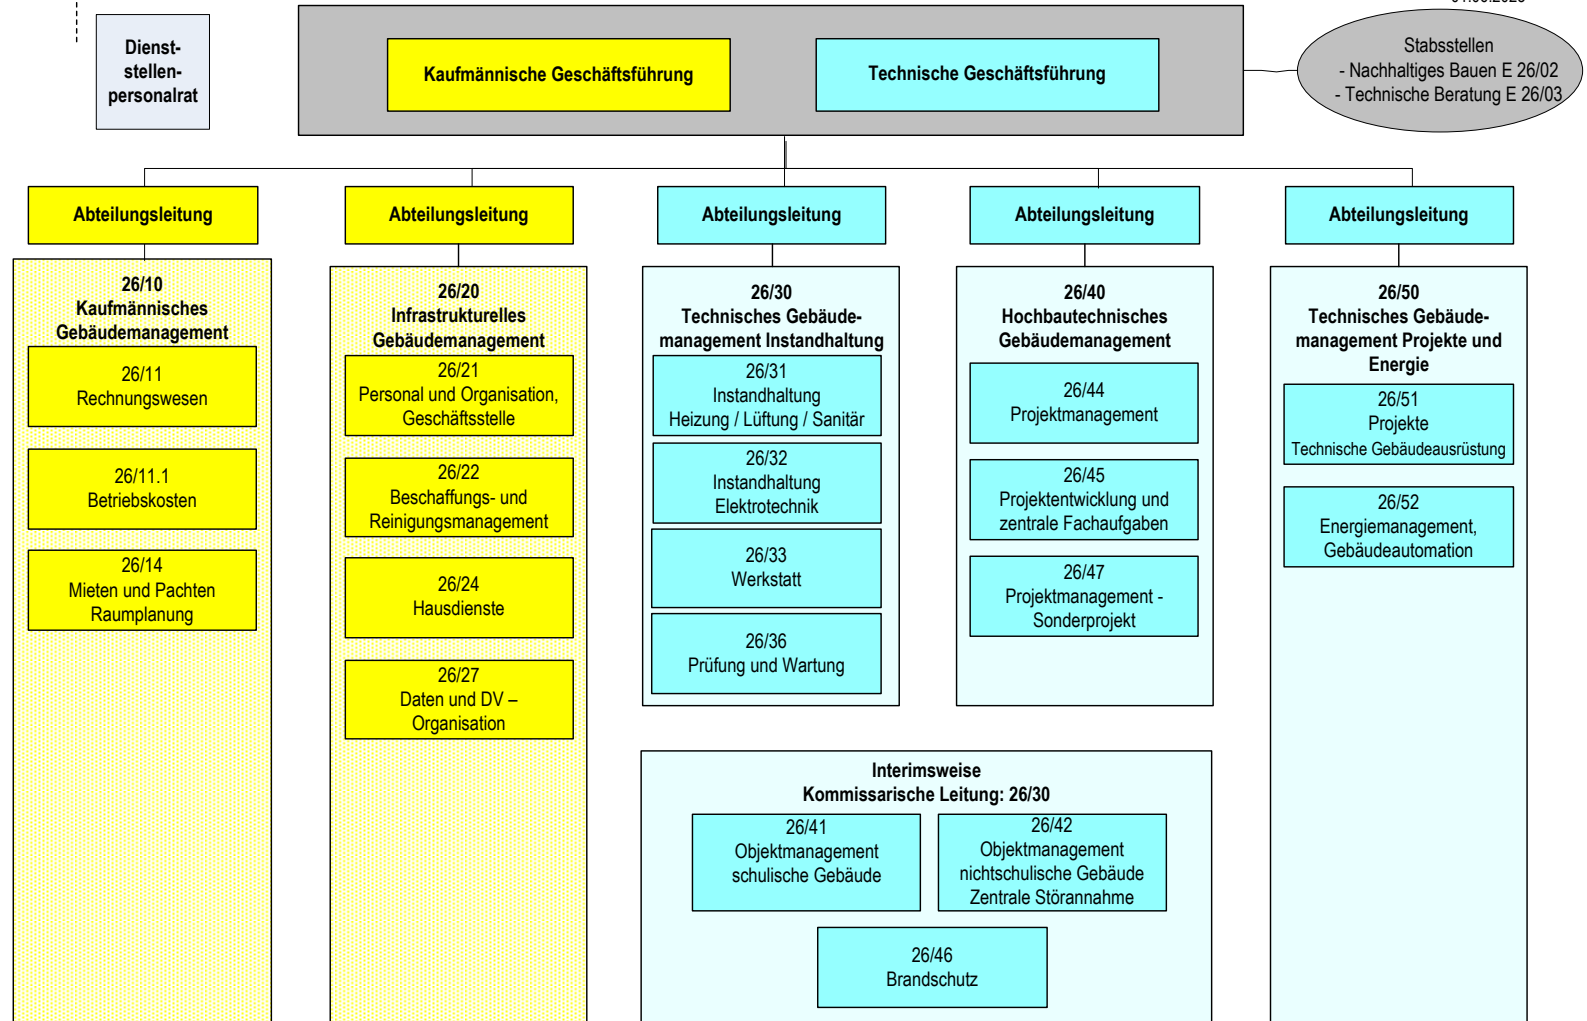 Dienst-
stellen-
personalrat
Kaufmännische Geschäftsführung
Technische Geschäftsführung
Stabsstellen
- Nachhaltiges Bauen E 26/02
- Technische Beratung E 26/03
Abteilungsleitung
Abteilungsleitung
Abteilungsleitung
Abteilungsleitung
Abteilungsleitung
26/10
Kaufmännisches
Gebäudemanagement
26/11
Rechnungswesen
26/11.1
Betriebskosten
26/14
Mieten und Pachten
Raumplanung
26/20
Infrastrukturelles
Gebäudemanagement
26/21
Personal und Organisation,
Geschäftsstelle
26/22
Beschaffungs- und
Reinigungsmanagement
26/24
Hausdienste
26/27
Daten und DV –
Organisation
26/30
Technisches Gebäude-
management Instandhaltung
26/31
Instandhaltung
Heizung / Lüftung / Sanitär
26/32
Instandhaltung
Elektrotechnik
26/33
Werkstatt
26/36
Prüfung und Wartung
26/40
Hochbautechnisches
Gebäudemanagement
26/44
Projektmanagement
26/45
Projektentwicklung und
zentrale Fachaufgaben
26/47
Projektmanagement -
Sonderprojekt
26/50
Technisches Gebäude-
management Projekte und
Energie
26/51
Projekte
Technische Gebäudeausrüstung
26/52
Energiemanagement,
Gebäudeautomation
Interimsweise
Kommissarische Leitung: 26/30
26/41
Objektmanagement
schulische Gebäude
26/42
Objektmanagement
nichtschulische Gebäude
Zentrale Störannahme
26/46
Brandschutz